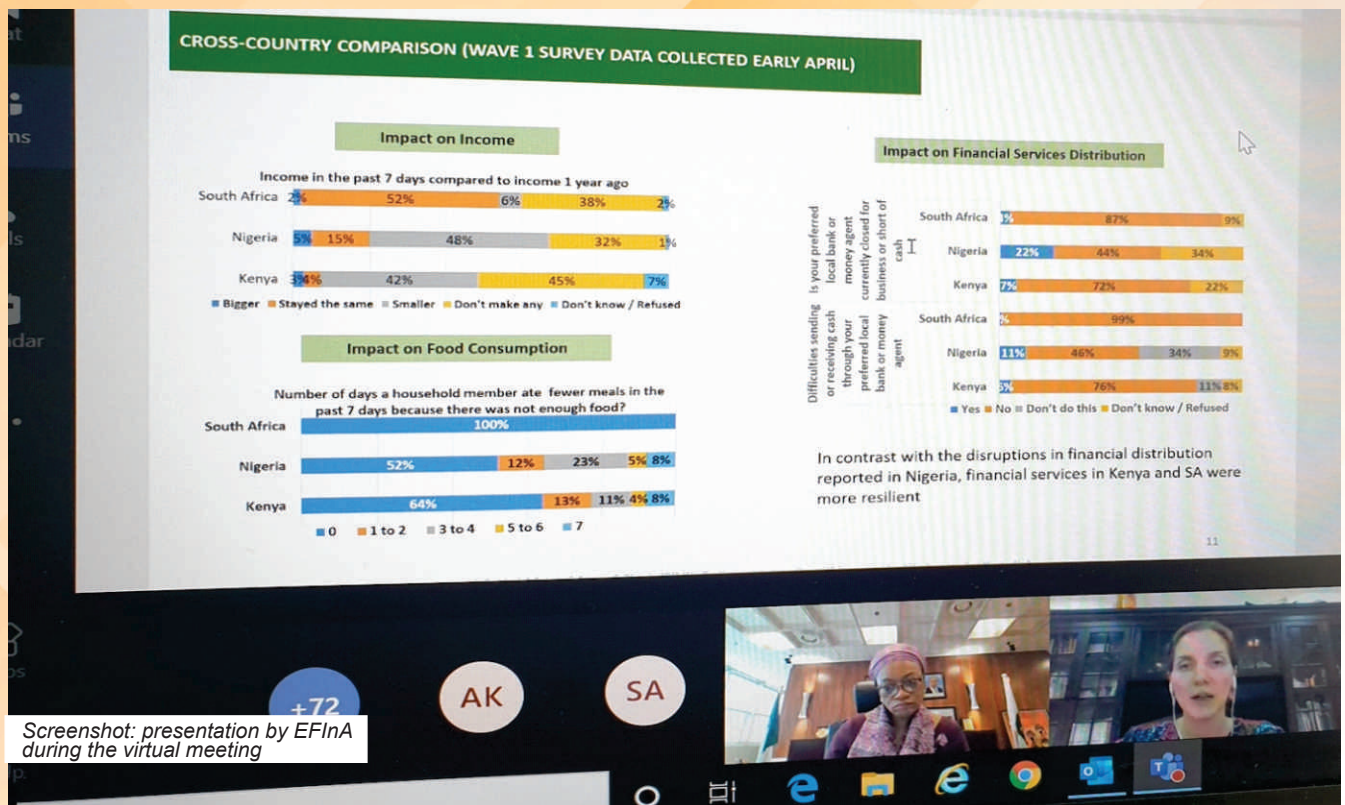 at
ms
ls
dar
ps
p
CROSS-COUNTRY COMPARISON (WAVE 1 SURVEY DATA COLLECTED EARLY APRIL)
Impact on Income
Income in the past 7 days compared to income 1 year ago
South Africa 2% 52% 6% 38% 2%
Nigeria 5% 15% 48% 32% 1%
Kenya 3% 4% 42% 45% 7%
Bigger Stayed the same Smaller Don't make any Don't know / Refused
Impact on Food Consumption
Number of days a household member ate fewer meals in the
past 7 days because there was not enough food?
South Africa 100%
Nigeria 52% 12% 23% 5% 8%
Kenya 64% 13% 11% 4% 8%
0 1 to 2 3 to 4 5 to 6 7
Impact on Financial Services Distribution
Is your preferred
local bank or
money agent
currently closed for
business or short of
cash
South Africa 87% 9%
Nigeria 22% 44% 34%
Kenya 7% 72% 22%
Difficulties sending
or receiving cash
through your
preferred local
bank or money
agent
South Africa % 99%
Nigeria 11% 46% 34% 9%
Kenya 76% 11% 8%
Yes No Don't do this Don't know / Refused
In contrast with the disruptions in financial distribution
reported in Nigeria, financial services in Kenya and SA were
more resilient
11
+72
AK
SA
Screenshot: presentation by EFInA
during the virtual meeting